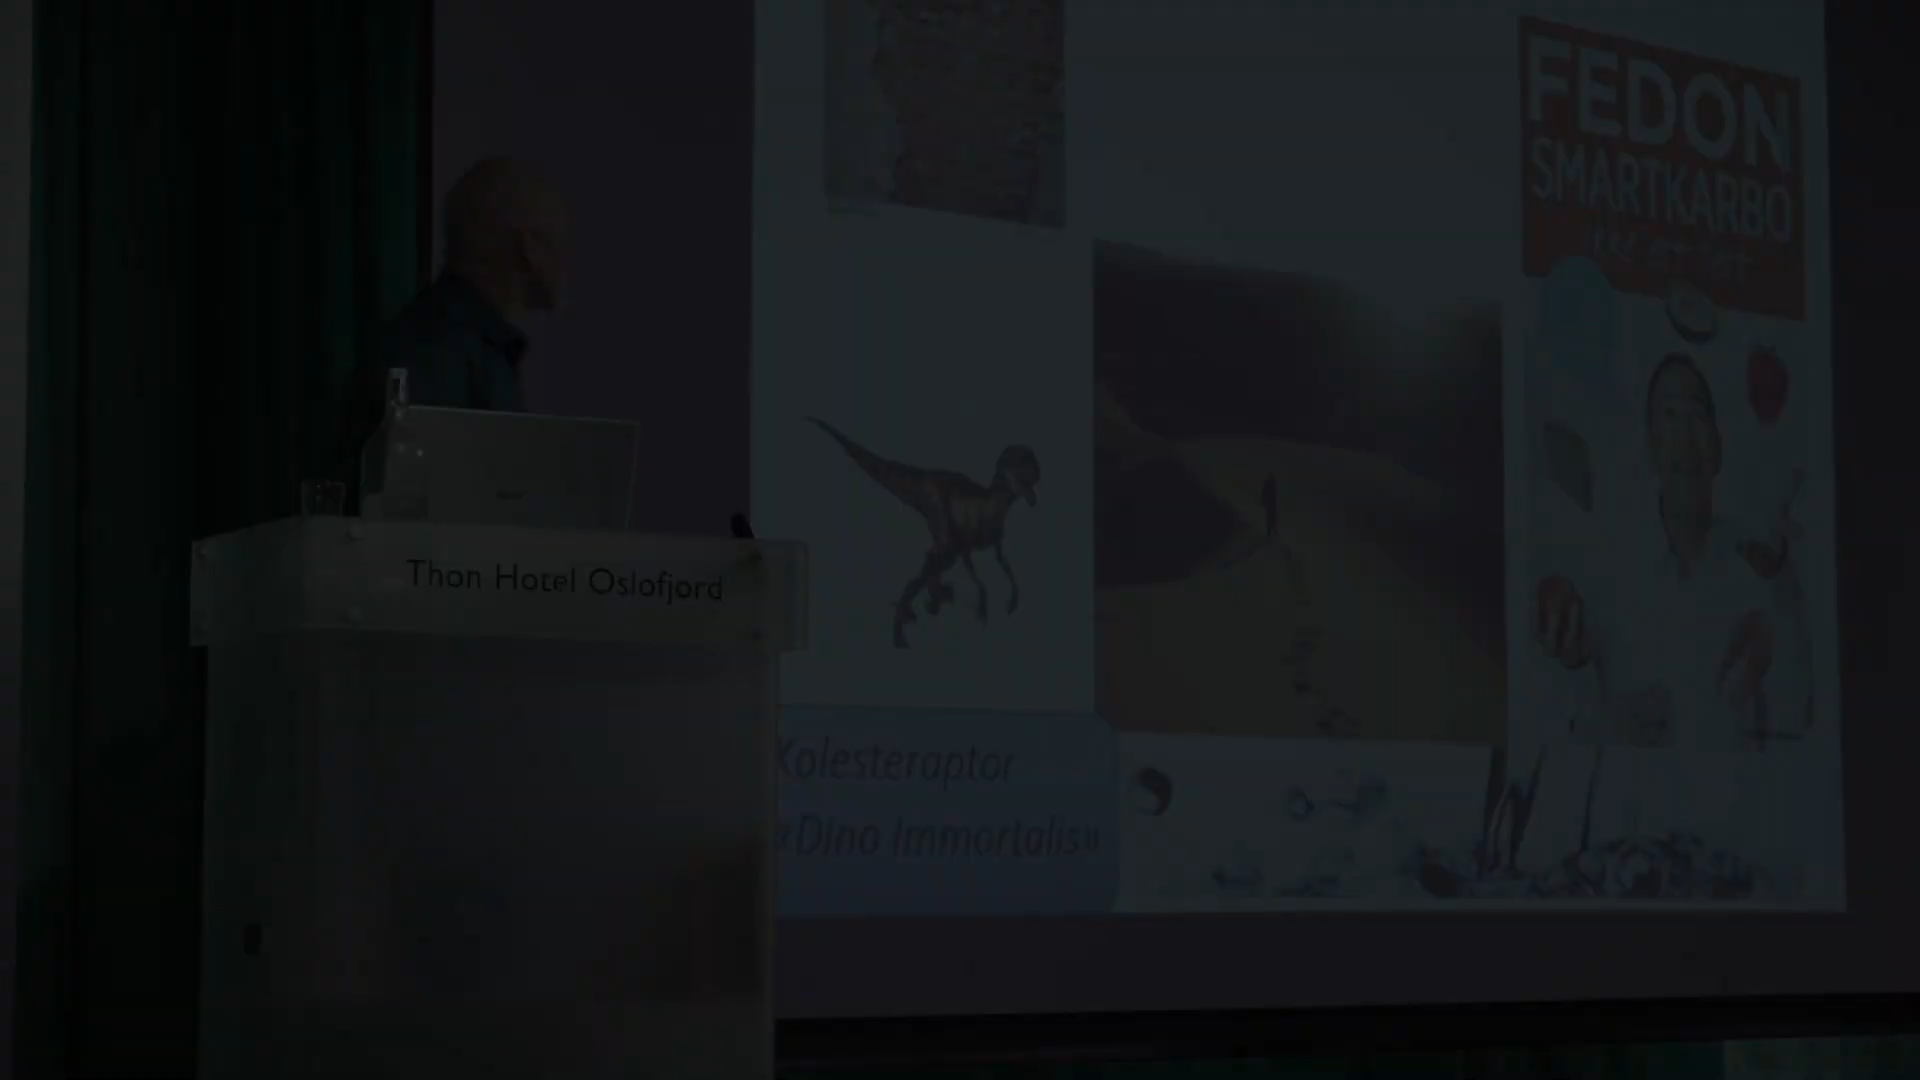 FEDON
SMARTKARBO
Thon Hotel Oslofjord
Kolesteraptor
«Dino Immortalis»